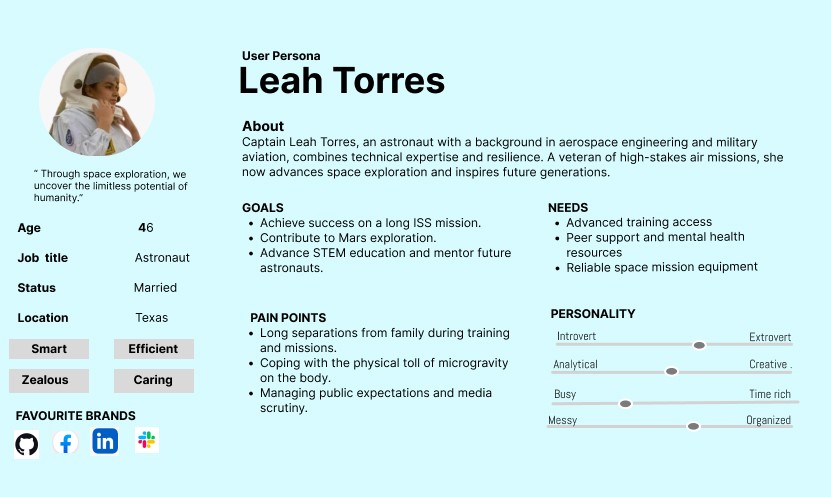 User Persona
Leah Torres
About
Captain Leah Torres, an astronaut with a background in aerospace engineering and military
aviation, combines technical expertise and resilience. A veteran of high-stakes air missions, she
now advances space exploration and inspires future generations.
“ Through space exploration, we
uncover the limitless potential of
humanity.”
Age 46
Job title Astronaut
Status Married
Location Texas
Smart Efficient
Zealous Caring
FAVOURITE BRANDS
in
GOALS
• Achieve success on a long ISS mission.
• Contribute to Mars exploration.
• Advance STEM education and mentor future
astronauts.
NEEDS
• Advanced training access
• Peer support and mental health
resources
• Reliable space mission equipment
PAIN POINTS
• Long separations from family during training
and missions.
• Coping with the physical toll of microgravity
on the body.
• Managing public expectations and media
scrutiny.
PERSONALITY
Introvert Extrovert
Analytical Creative .
Busy Time rich
Messy Organized